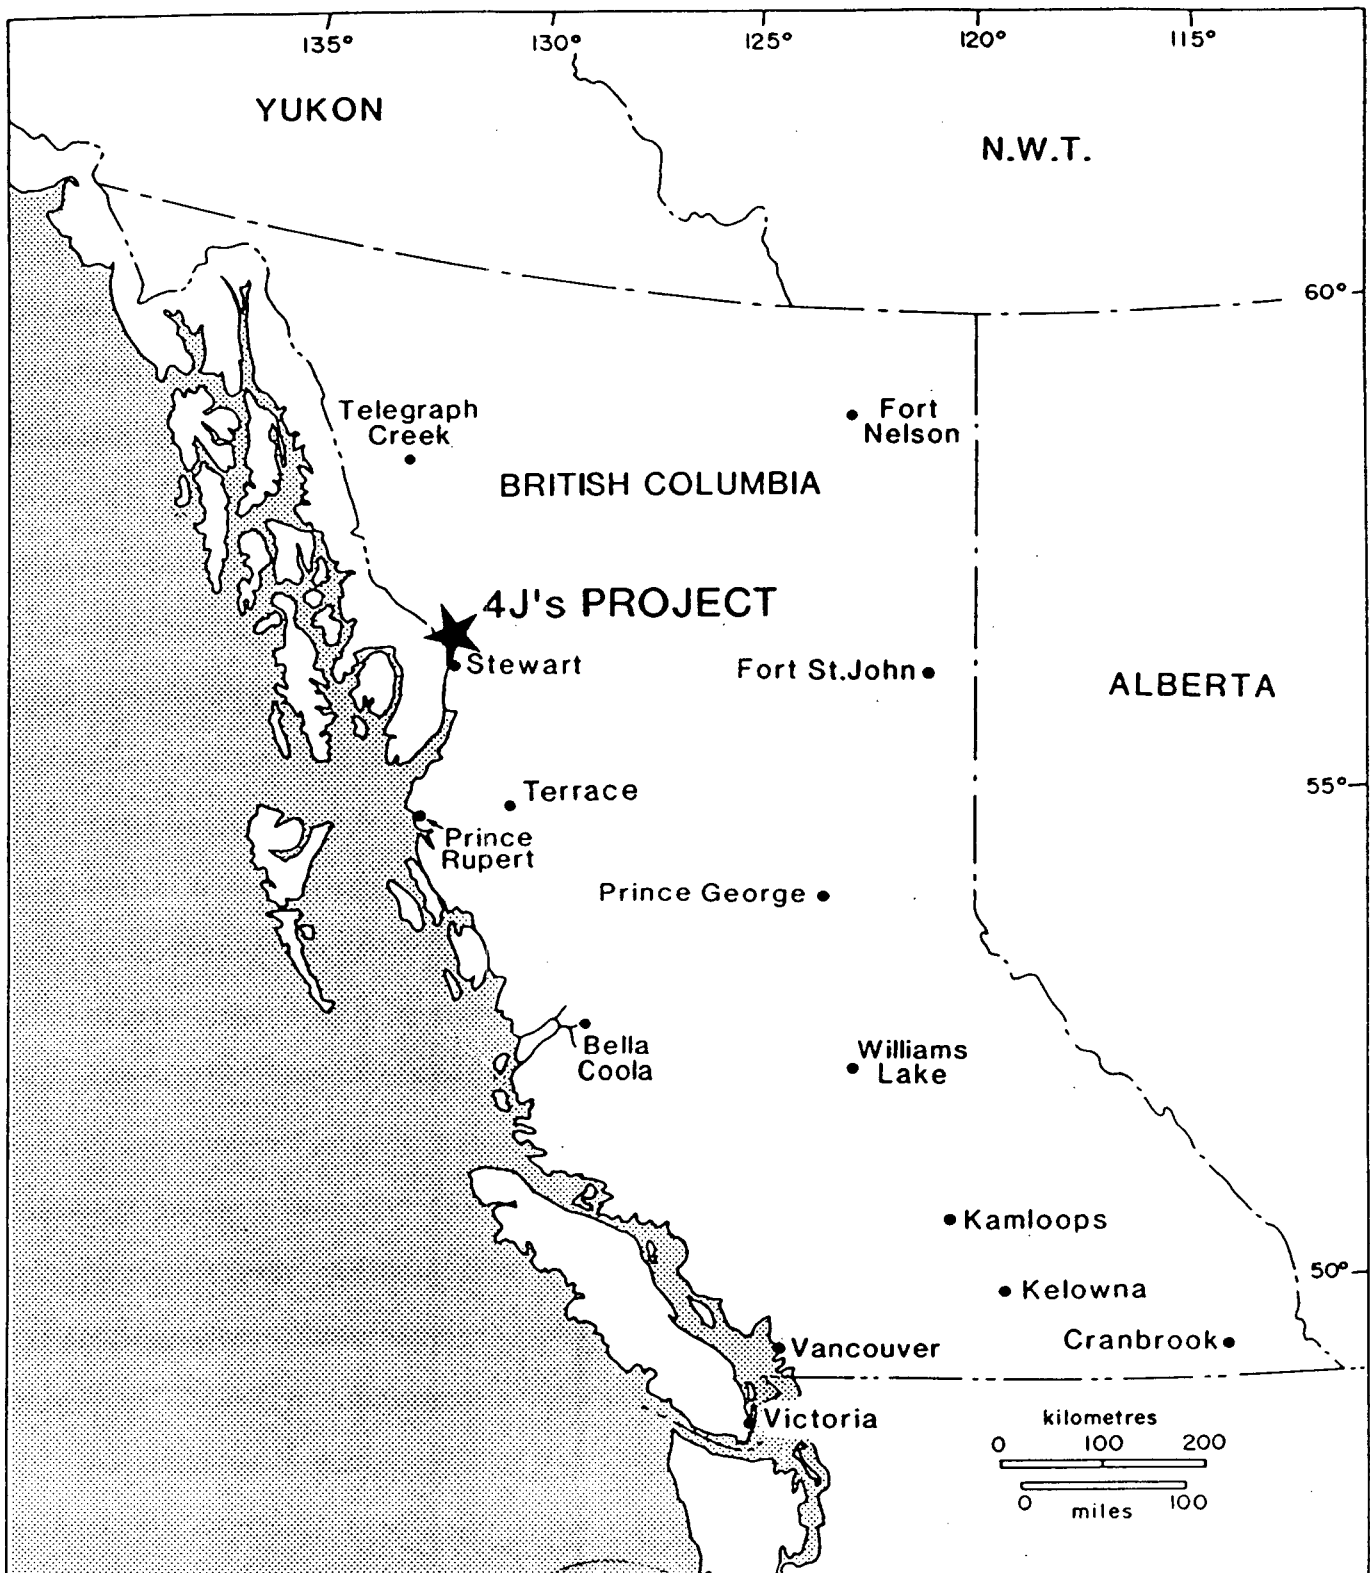 135° 130° 125° 120° 115°
YUKON
N.W.T.
60°
Telegraph
Creek
Fort
Nelson
BRITISH COLUMBIA
4J's PROJECT
Stewart
Fort St.John
ALBERTA
55°
Terrace
Prince
Rupert
Prince George
Bella
Coola
Williams
Lake
Kamloops
50°
Kelowna
Cranbrook
Vancouver
Victoria
kilometres
0 100 200
0 100
miles